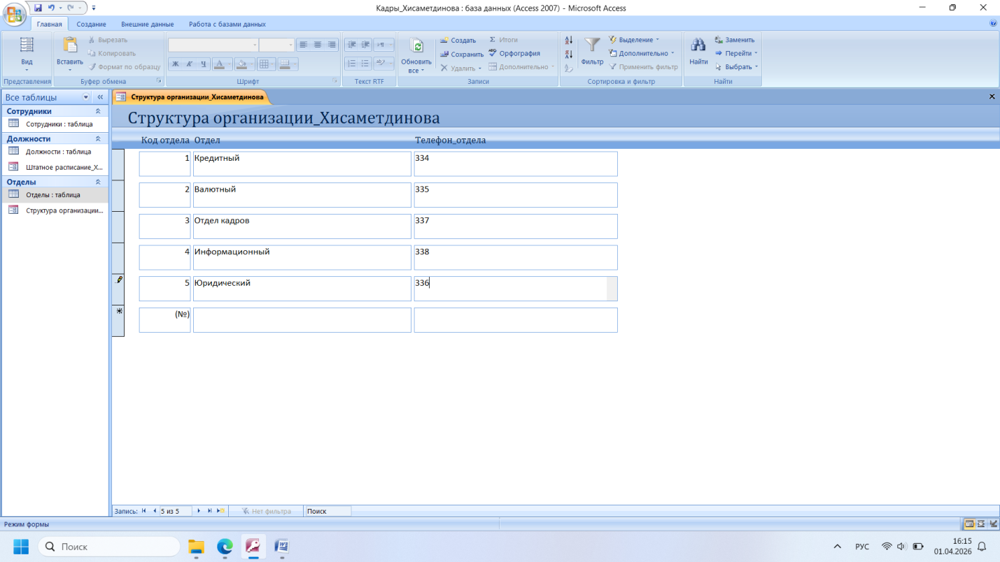 Кадры_Хисаметдинова : база данных (Access 2007) - Microsoft Access
Главная Создание Внешние данные Работа с базами данных
Вид
Представления
Вставить
Вырезать
Копировать
Формат по образцу
Буфер обмена
Ж К Ч А
Шрифт
Текст RTF
Обновить все
Создать
Сохранить
Удалить
Итоги
Орфография
Дополнительно
Записи
Фильтр
Выделение
Дополнительно
Применить фильтр
Сортировка и фильтр
Найти
Заменить
Перейти
Выбрать
Найти
Все таблицы
Сотрудники
Сотрудники : таблица
Должности
Должности : таблица
Штатное расписание_Х...
Отделы
Отделы : таблица
Структура организации...
Структура организации_Хисаметдинова
Структура организации_Хисаметдинова
Код отдела Отдел Телефон_отдела
1 Кредитный 334
2 Валютный 335
3 Отдел кадров 337
4 Информационный 338
5 Юридический 336
(№)
Запись: 5 из 5 Нет фильтра Поиск
Режим формы
Поиск
РУС
16:15
01.04.2026